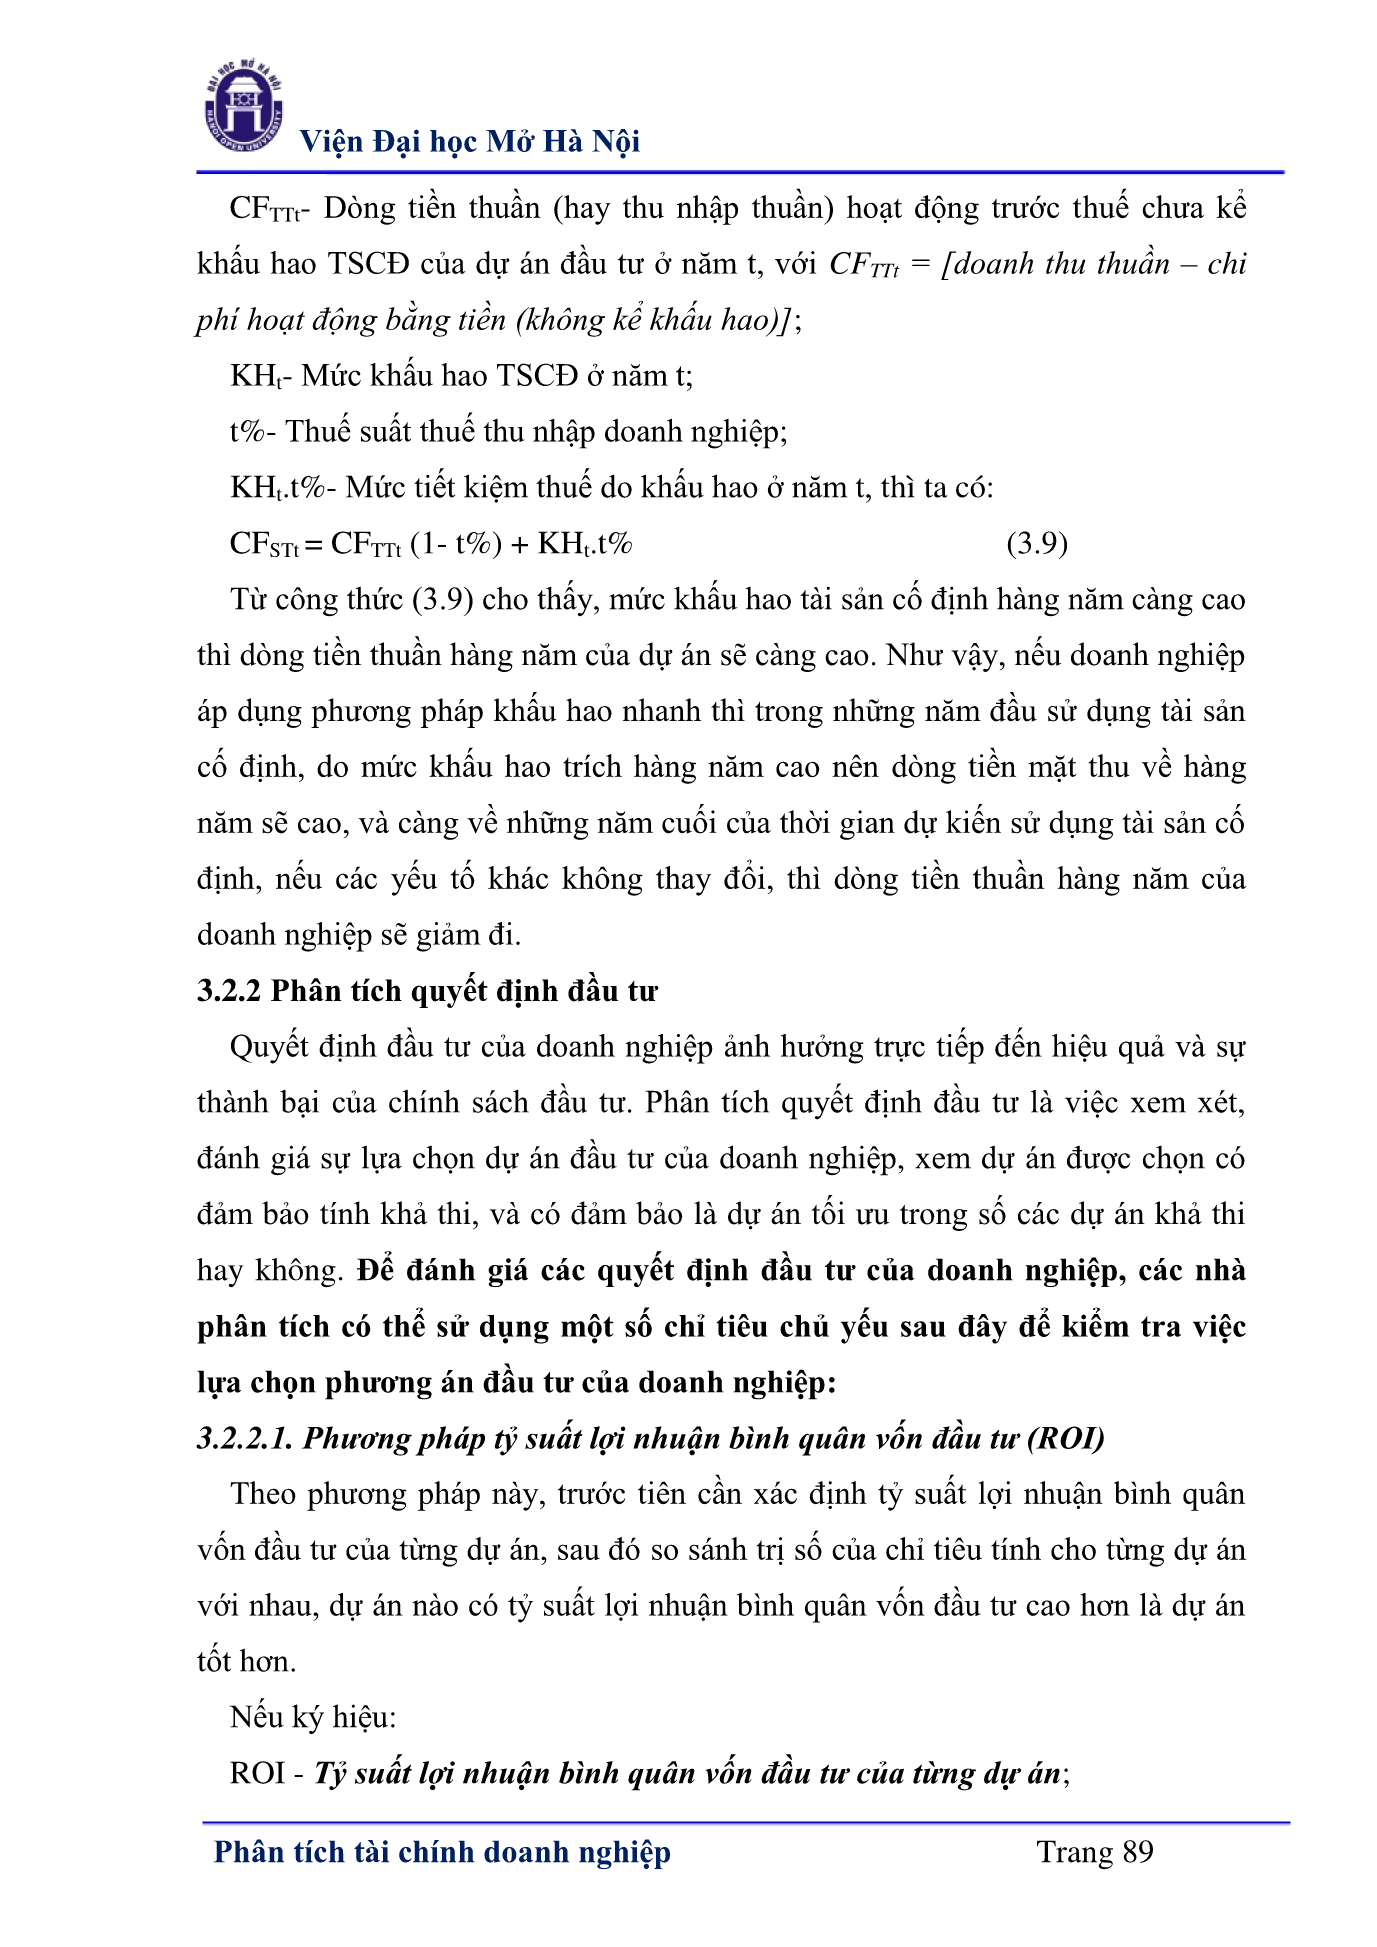 ĐẠI HỌC MỞ HÀ NỘI
HANOI OPEN UNIVERSITY
Viện Đại học Mở Hà Nội
CFTTt- Dòng tiền thuần (hay thu nhập thuần) hoạt động trước thuế chưa kể
khấu hao TSCĐ của dự án đầu tư ở năm t, với CFTTt = [doanh thu thuần – chi
phí hoạt động bằng tiền (không kể khấu hao)];
KHt- Mức khấu hao TSCĐ ở năm t;
t%- Thuế suất thuế thu nhập doanh nghiệp;
KHt.t%- Mức tiết kiệm thuế do khấu hao ở năm t, thì ta có:
CFSTt = CFTTt (1- t%) + KHt.t% (3.9)
Từ công thức (3.9) cho thấy, mức khấu hao tài sản cố định hàng năm càng cao
thì dòng tiền thuần hàng năm của dự án sẽ càng cao. Như vậy, nếu doanh nghiệp
áp dụng phương pháp khấu hao nhanh thì trong những năm đầu sử dụng tài sản
cố định, do mức khấu hao trích hàng năm cao nên dòng tiền mặt thu về hàng
năm sẽ cao, và càng về những năm cuối của thời gian dự kiến sử dụng tài sản cố
định, nếu các yếu tố khác không thay đổi, thì dòng tiền thuần hàng năm của
doanh nghiệp sẽ giảm đi.
3.2.2 Phân tích quyết định đầu tư
Quyết định đầu tư của doanh nghiệp ảnh hưởng trực tiếp đến hiệu quả và sự
thành bại của chính sách đầu tư. Phân tích quyết định đầu tư là việc xem xét,
đánh giá sự lựa chọn dự án đầu tư của doanh nghiệp, xem dự án được chọn có
đảm bảo tính khả thi, và có đảm bảo là dự án tối ưu trong số các dự án khả thi
hay không. Để đánh giá các quyết định đầu tư của doanh nghiệp, các nhà
phân tích có thể sử dụng một số chỉ tiêu chủ yếu sau đây để kiểm tra việc
lựa chọn phương án đầu tư của doanh nghiệp:
3.2.2.1. Phương pháp tỷ suất lợi nhuận bình quân vốn đầu tư (ROI)
Theo phương pháp này, trước tiên cần xác định tỷ suất lợi nhuận bình quân
vốn đầu tư của từng dự án, sau đó so sánh trị số của chỉ tiêu tính cho từng dự án
với nhau, dự án nào có tỷ suất lợi nhuận bình quân vốn đầu tư cao hơn là dự án
tốt hơn.
Nếu ký hiệu:
ROI - Tỷ suất lợi nhuận bình quân vốn đầu tư của từng dự án;
Phân tích tài chính doanh nghiệp Trang 89